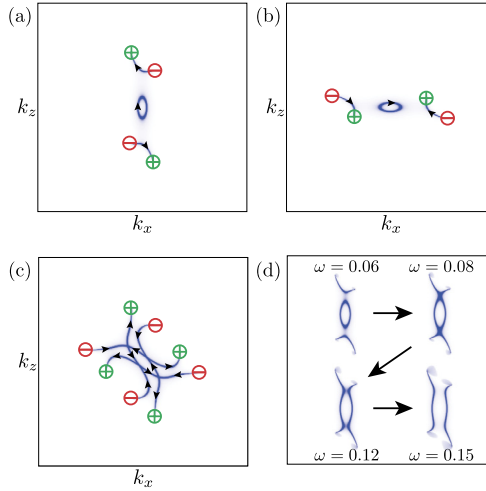 (a)
k_z
k_x
(b)
k_z
k_x
(c)
k_z
k_x
(d)
ω = 0.06 ω = 0.08
ω = 0.12 ω = 0.15